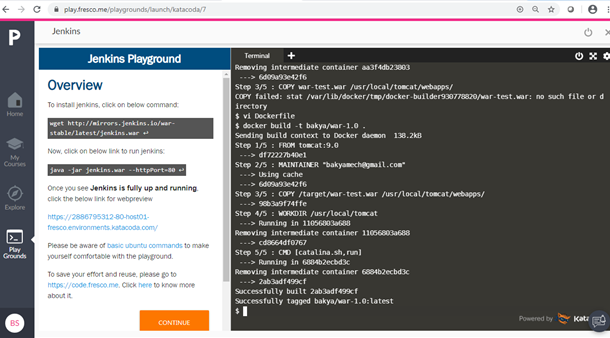 play.fresco.me/playgrounds/launch/katacoda/7
Jenkins
Home
My
Courses
Explore
Play
Grounds
BS
Jenkins Playground
Overview
To install jenkins, click on below command:
wget http://mirrors.jenkins.io/war-
stable/latest/jenkins.war ↵
Now, click on below link to run jenkins:
java -jar jenkins.war --httpPort=80 ↵
Once you see Jenkins is fully up and running,
click the below link for webpreview
https://2886795312-80-host01-
fresco.environments.katacoda.com/
Please be aware of basic ubuntu commands to make
yourself comfortable with the playground.
To save your effort and reuse, please go to
https://code.fresco.me. Click here to know more
about it.
CONTINUE
Terminal
Removing intermediate container aa3f4db23803
---> 6d09a93e42f6
Step 3/5 : COPY war-test.war /usr/local/tomcat/webapps/
COPY failed: stat /var/lib/docker/tmp/docker-builder930778820/war-test.war: no such file or d
irectory
$ vi Dockerfile
$ docker build -t bakya/war-1.0 .
Sending build context to Docker daemon 138.2kB
Step 1/5 : FROM tomcat:9.0
---> df72227b40e1
Step 2/5 : MAINTAINER "bakyamech@gmail.com"
---> Using cache
---> 6d09a93e42f6
Step 3/5 : COPY /target/war-test.war /usr/local/tomcat/webapps/
---> 98b3a9f74ffe
Step 4/5 : WORKDIR /usr/local/tomcat
---> Running in 11056803a688
Removing intermediate container 11056803a688
---> cd8664df0767
Step 5/5 : CMD [catalina.sh,run]
---> Running in 6884b2ecbd3c
Removing intermediate container 6884b2ecbd3c
---> 2ab3adf499cf
Successfully built 2ab3adf499cf
Successfully tagged bakya/war-1.0:latest
$
Powered by